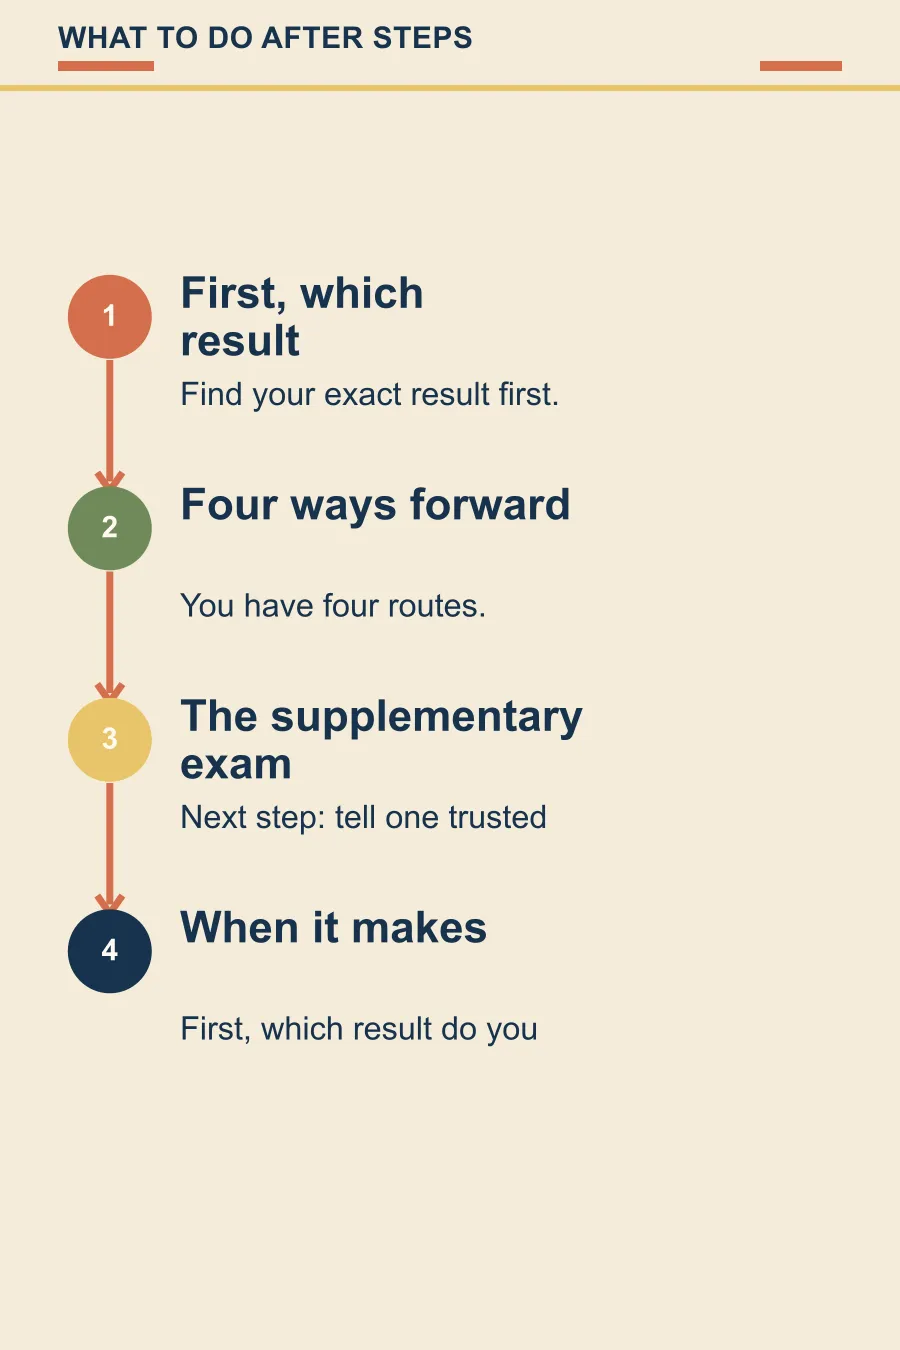 WHAT TO DO AFTER STEPS
1
First, which
result
Find your exact result first.
2
Four ways forward
You have four routes.
3
The supplementary
exam
Next step: tell one trusted
4
When it makes
First, which result do you